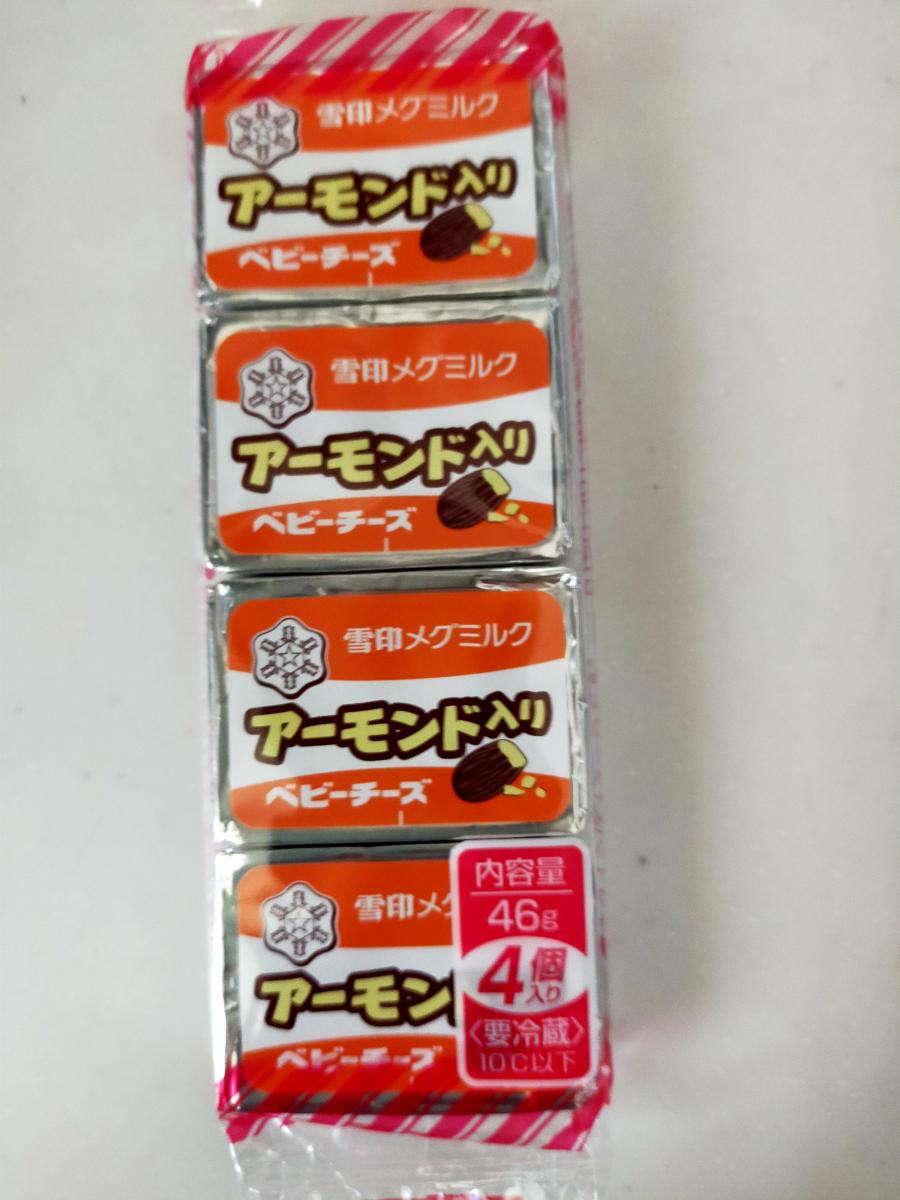 雪印メグミルク
アーモンド入り
ベビーチーズ
雪印メグミルク
アーモンド入り
ベビーチーズ
雪印メグミルク
アーモンド入り
ベビーチーズ
雪印メグ
アーモン
ベビーチーズ
内容量
46g
4個入り
〈要冷蔵〉
10℃以下